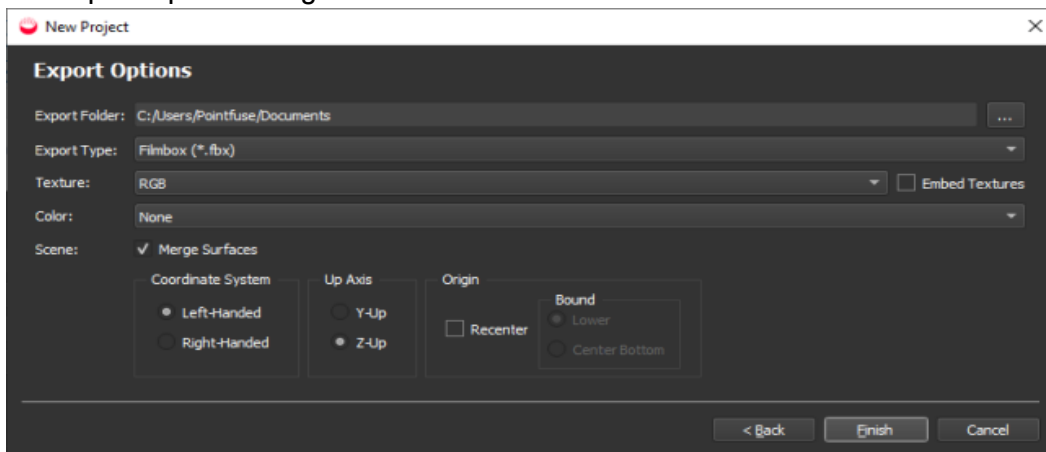 New Project
Export Options
Export Folder: C:/Users/Pointfuse/Documents ...
Export Type: Filmbox (*.fbx)
Texture: RGB Embed Textures
Color: None
Scene: Merge Surfaces
Coordinate System Up Axis Origin
Bound
Left-Handed Y-Up Lower
Recenter
Right-Handed Z-Up Center Bottom
< Back Finish Cancel